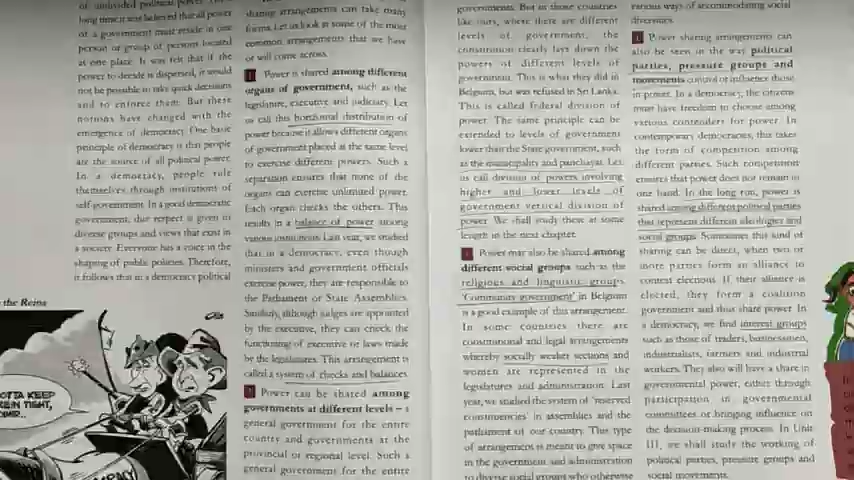 of undivided political power. 
long time it was believed that all power
of a government must reside in one
person or group of persons located
at one place. It was felt that if the
power to decide is dispersed, it would
not be possible to take quick decisions
and to enforce them. But these
notions have changed with the
emergence of democracy. One basic
principle of democracy is that people
are the source of all political power.
In a democracy, people rule
themselves through institutions of
self-government. In a good democratic
government, due respect is given to
diverse groups and views that exist in
a society. Everyone has a voice in the
shaping of public policies. Therefore,
it follows that in a democracy political
the Reins
OTTA KEEP
TIGHT,
sharing arrangements can take many
forms. Let us look at some of the most
common arrangements that we have
or will come across.
1 Power is shared among different
organs of government, such as the
legislature, executive and judiciary. Let
us call this horizontal distribution of
power because it allows different organs
of government placed at the same level
to exercise different powers. Such a
separation ensures that none of the
organs can exercise unlimited power.
Each organ checks the others. This
results in a balance of power among
various institutions. Last year, we studied
that in a democracy, even though
ministers and government officials
exercise power, they are responsible to
the Parliament or State Assemblies.
Similarly, although judges are appointed
by the executive, they can check the
functioning of executive or laws made
by the legislatures. This arrangement is
called a system of checks and balances.
2 Power can be shared among
governments at different levels – a
general government for the entire
country and governments at the
provincial or regional level. Such a
general government for the entire
governments. But in those countries
like ours, where there are different
levels of government, the
constitution clearly lays down the
powers of different levels of
government. This is what they did in
Belgium, but was refused in Sri Lanka.
This is called federal division of
power. The same principle can be
extended to levels of government
lower than the State government, such
as the municipality and panchayat. Let
us call division of powers involving
higher and lower levels of
government vertical division of
power. We shall study these at some
length in the next chapter.
3 Power may also be shared among
different social groups such as the
religious and linguistic groups.
'Community government' in Belgium
is a good example of this arrangement.
In some countries there are
constitutional and legal arrangements
whereby socially weaker sections and
women are represented in the
legislatures and administration. Last
year, we studied the system of 'reserved
constituencies' in assemblies and the
parliament of our country. This type
of arrangement is meant to give space
in the government and administration
to diverse social groups who otherwise
various ways of accommodating social
diversities.
4 Power sharing arrangements can
also be seen in the way political
parties, pressure groups and
movements control or influence those
in power. In a democracy, the citizens
must have freedom to choose among
various contenders for power. In
contemporary democracies, this takes
the form of competition among
different parties. Such competition
ensures that power does not remain in
one hand. In the long run, power is
shared among different political parties
that represent different ideologies and
social groups. Sometimes this kind of
sharing can be direct, when two or
more parties form an alliance to
contest elections. If their alliance is
elected, they form a coalition
government and thus share power. In
a democracy, we find interest groups
such as those of traders, businessmen,
industrialists, farmers and industrial
workers. They also will have a share in
governmental power, either through
participation in governmental
committees or bringing influence on
the decision-making process. In Unit
III, we shall study the working of
political parties, pressure groups and
social movements.